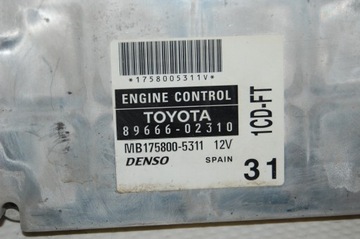 *1758005311V*
ENGINE CONTROL
TOYOTA
89666-02310
MB175800-5311 12V
DENSO SPAIN
1CD-FT
31